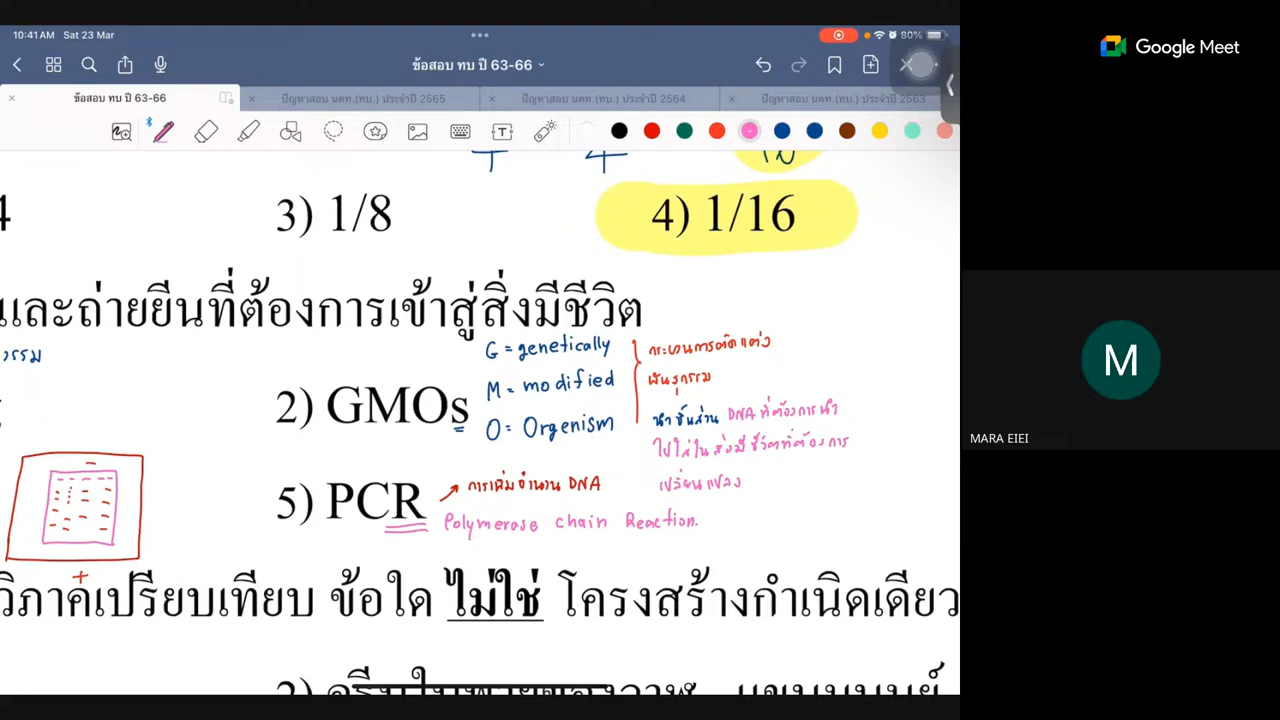 10:41 AM Sat 23 Mar
80%
Google Meet
ข้อสอบ ทบ ปี 63-66
ข้อสอบ ทบ ปี 63-66
ปัญหาสอบ นตท.(ทบ.) ประจำปี 2565
ปัญหาสอบ นตท.(ทบ.) ประจำปี 2564
ปัญหาสอบ นตท.(ทบ.) ประจำปี 2563
4
3) 1/8
4) 1/16
และถ่ายยีนที่ต้องการเข้าสู่สิ่งมีชีวิต
2) GMOs
G = genetically
M = modified
O = Orgenism
กระบวนการตัดแต่ง
พันธุกรรม
นำชิ้นส่วน DNA ที่ต้องการนำ
ไปใส่ในสิ่งมีชีวิตที่ต้องการ
เปลี่ยนแปลง
5) PCR
การเพิ่มจำนวน DNA
Polymerase chain Reaction.
วิภาคเปรียบเทียบ ข้อใด ไม่ใช่ โครงสร้างกำเนิดเดียว
M
MARA EIEI